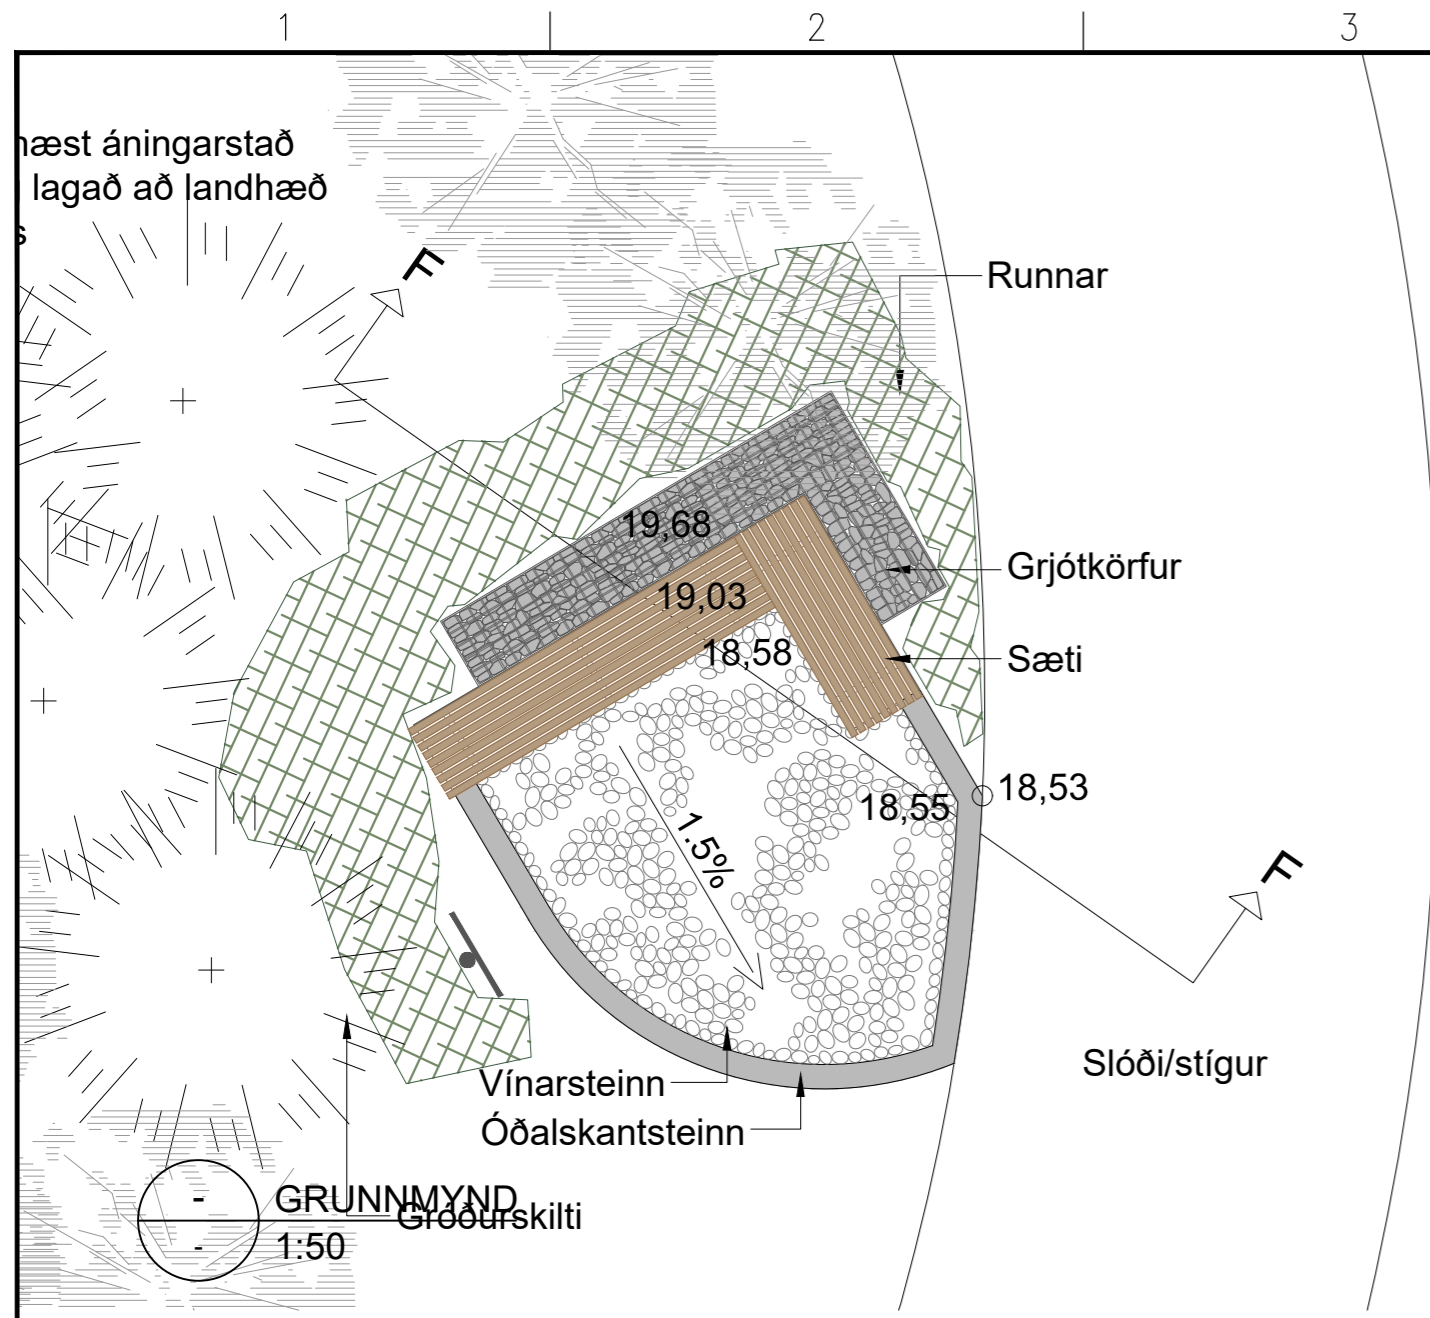 1 2 3
næst áningarstað
lagað að landhæð
s
F
Runnar
19,68
Grjótkörfur
19,03
18,58
Sæti
18,55
18,53
1.5%
F
Slóði/stígur
Vínarsteinn
Óðalskantsteinn
-
GRUNNMYND
Gróðurskilti
-
1:50